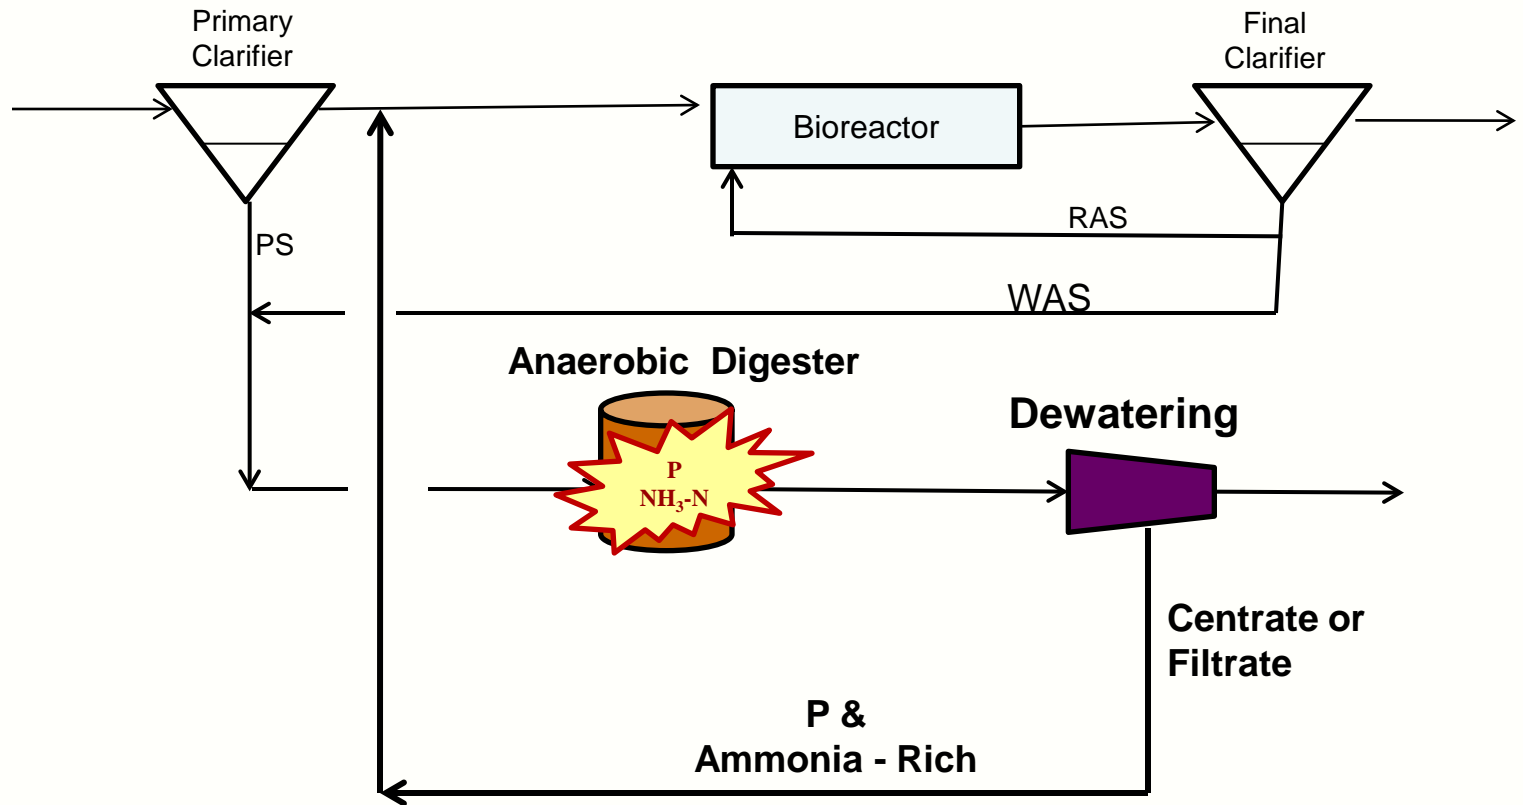 Primary
Clarifier
Final
Clarifier
Bioreactor
RAS
PS
WAS
Anaerobic Digester
Dewatering
P
NH₃-N
Centrate or
Filtrate
P &
Ammonia - Rich